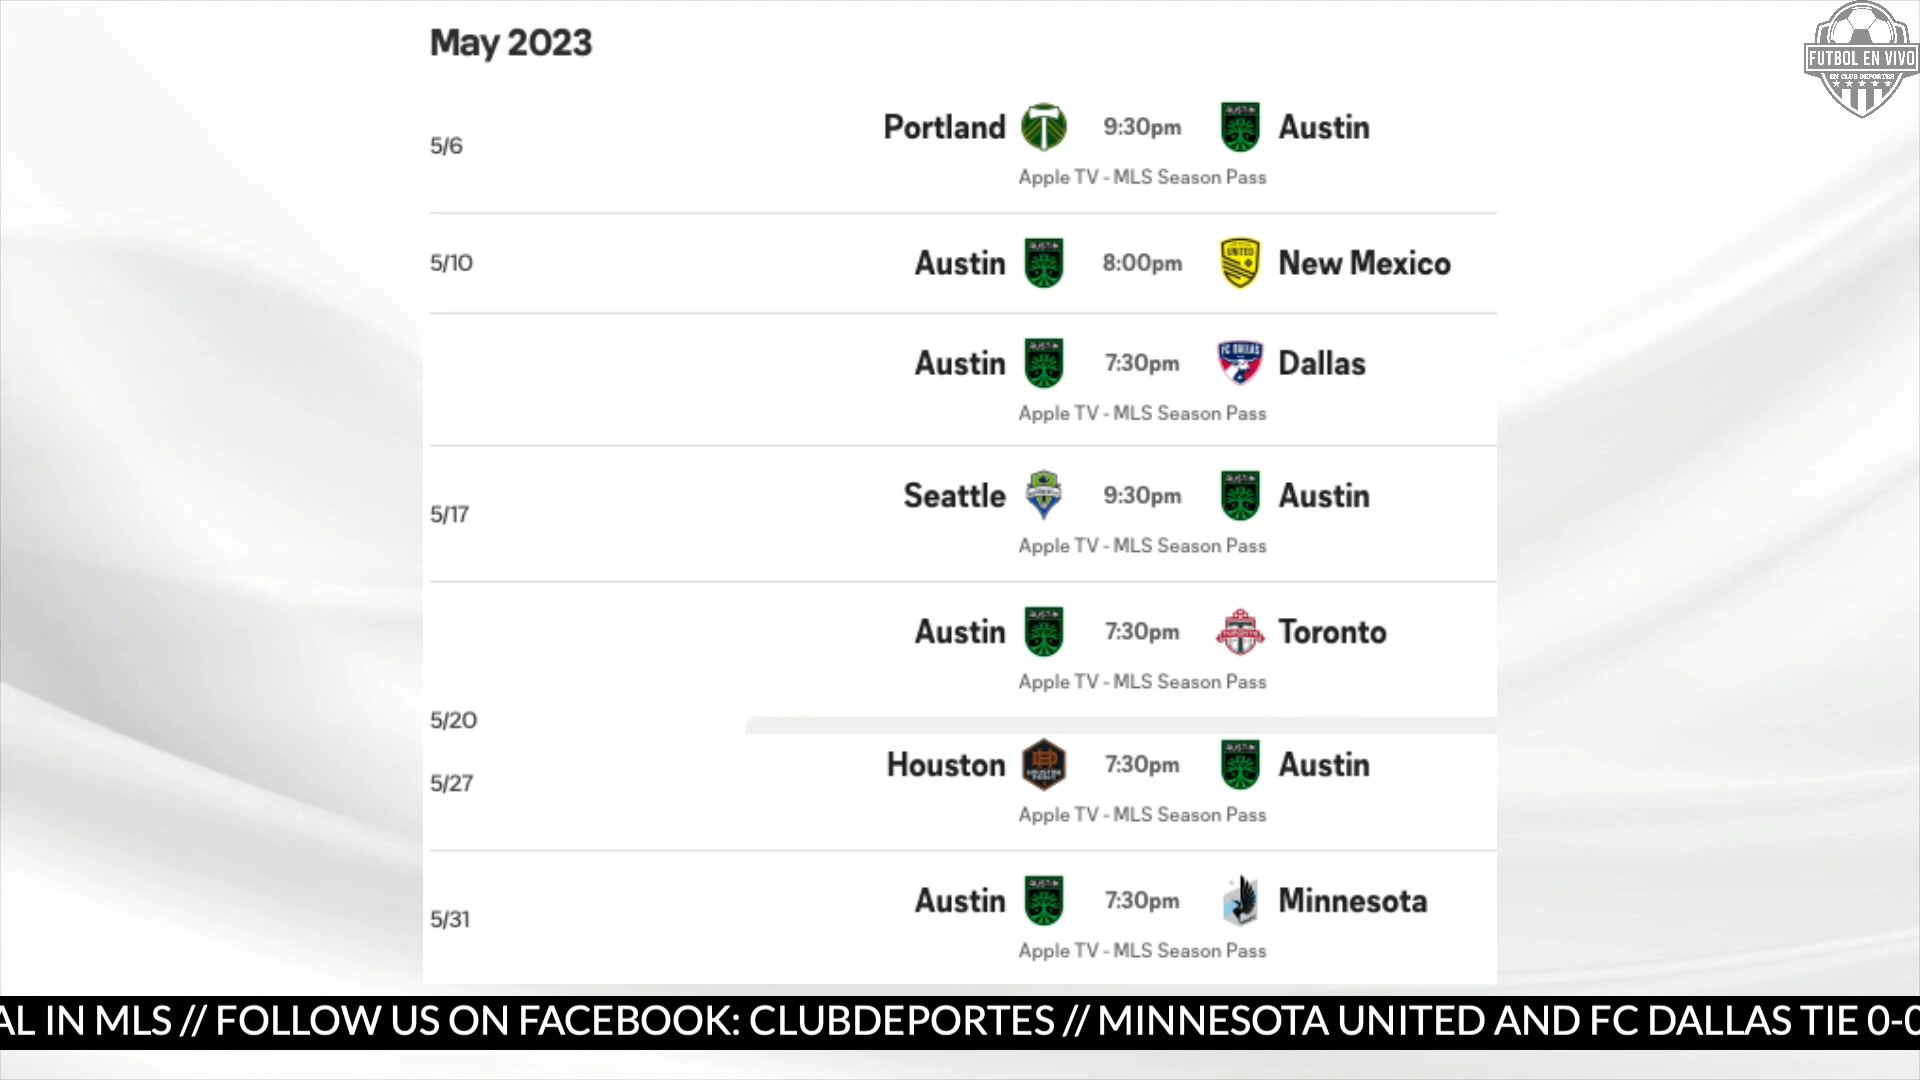 May 2023
FUTBOL EN VIVO
EN CLUB DEPORTES
5/6
Portland 9:30pm Austin
Apple TV - MLS Season Pass
5/10
Austin 8:00pm New Mexico
Austin 7:30pm Dallas
Apple TV - MLS Season Pass
5/17
Seattle 9:30pm Austin
Apple TV - MLS Season Pass
Austin 7:30pm Toronto
Apple TV - MLS Season Pass
5/20
Houston 7:30pm Austin
5/27
Apple TV - MLS Season Pass
Austin 7:30pm Minnesota
5/31
Apple TV - MLS Season Pass
AL IN MLS // FOLLOW US ON FACEBOOK: CLUBDEPORTES // MINNESOTA UNITED AND FC DALLAS TIE 0-0